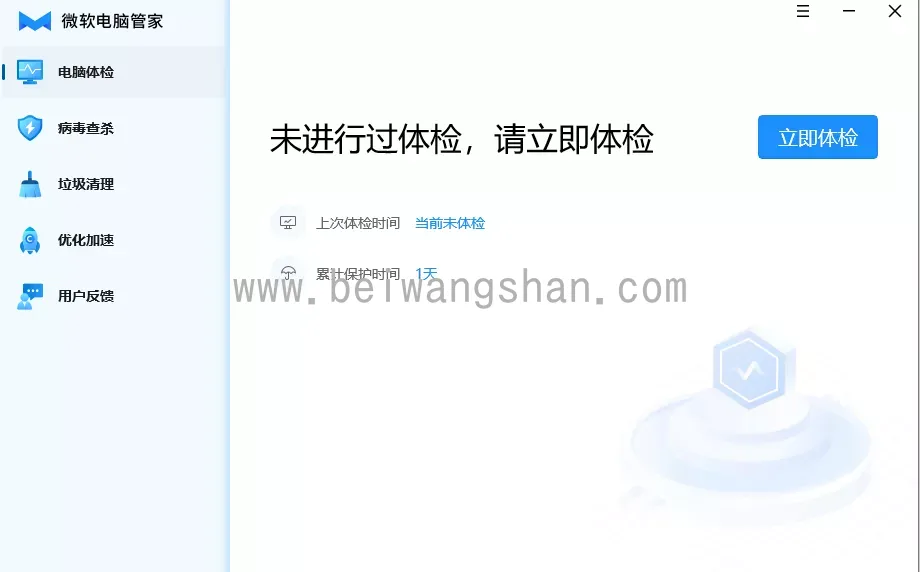 微软电脑管家
电脑体检
病毒查杀
垃圾清理
优化加速
用户反馈
未进行过体检，请立即体检
立即体检
上次体检时间 当前未体检
累计保护时间 1天
www.beiwangshan.com